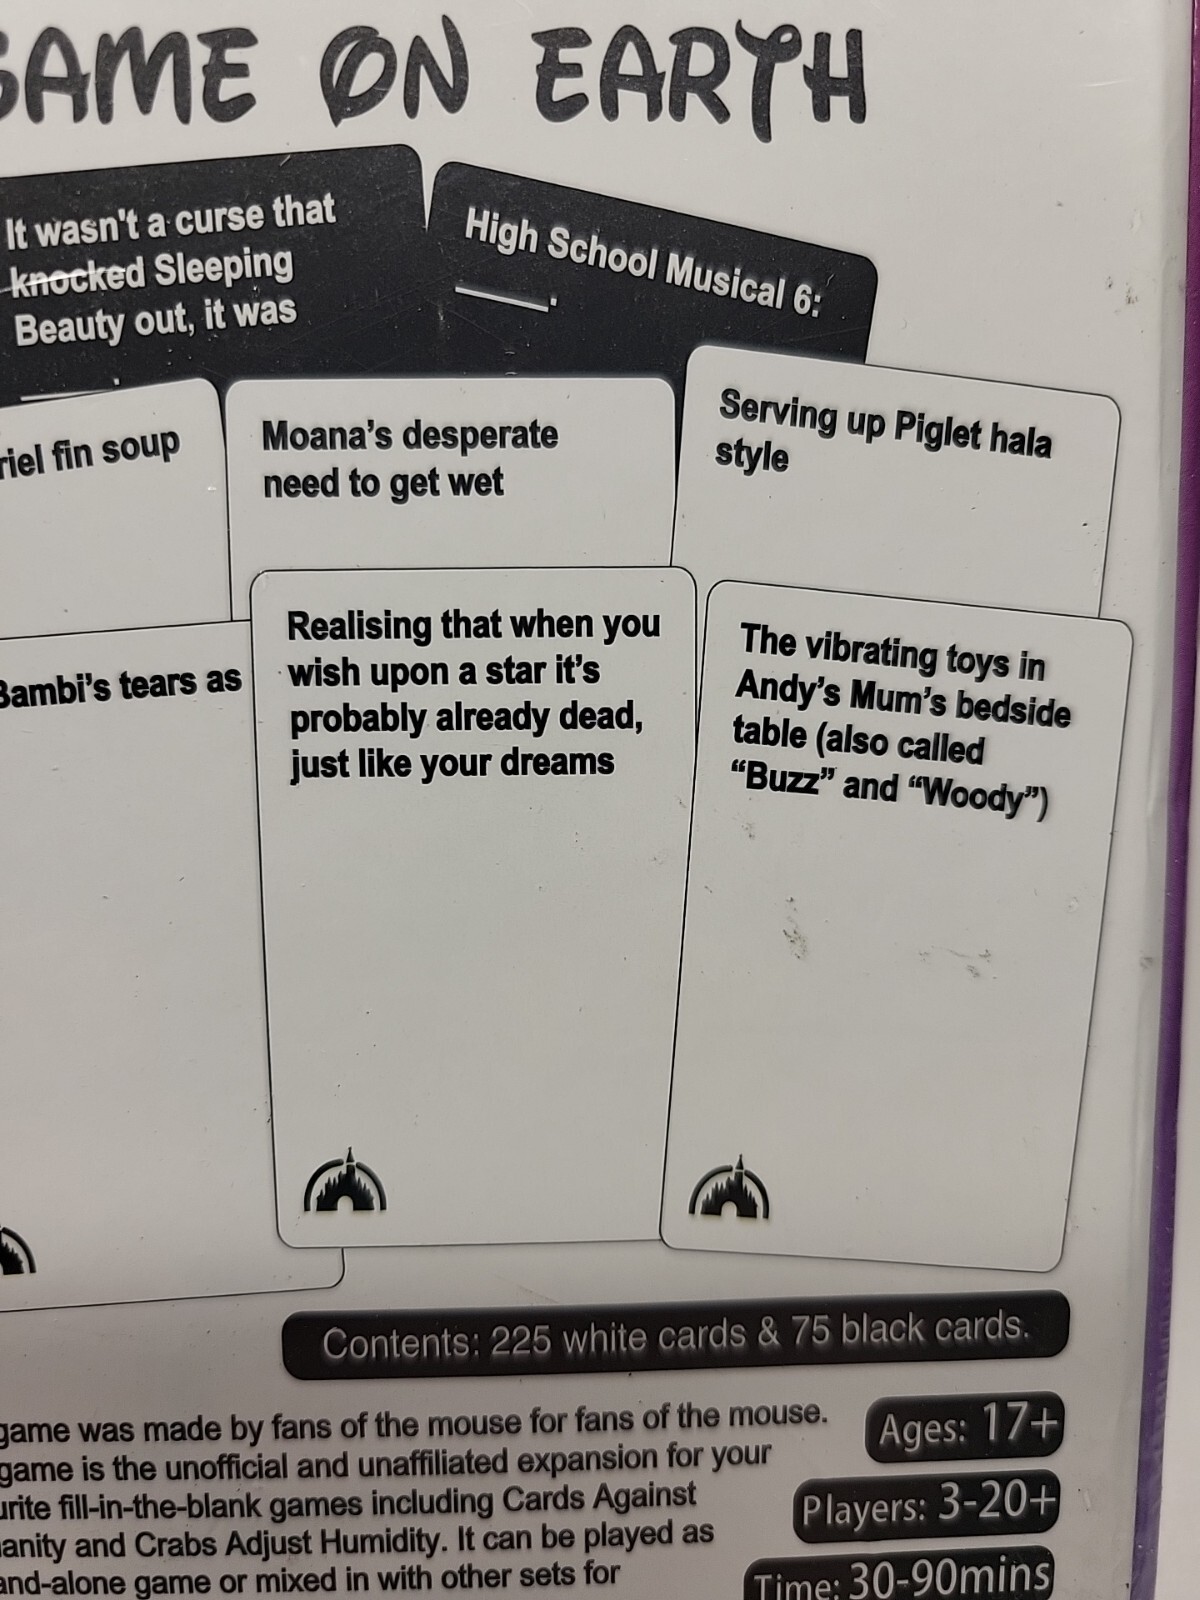 GAME ON EARTH
It wasn't a curse that
knocked Sleeping
Beauty out, it was
____.
High School Musical 6:
____.
riel fin soup
Moana's desperate
need to get wet
Serving up Piglet hala
style
Bambi's tears as
Realising that when you
wish upon a star it's
probably already dead,
just like your dreams
The vibrating toys in
Andy's Mum's bedside
table (also called
“Buzz” and “Woody”)
Contents: 225 white cards & 75 black cards.
game was made by fans of the mouse for fans of the mouse.
game is the unofficial and unaffiliated expansion for your
urite fill-in-the-blank games including Cards Against
anity and Crabs Adjust Humidity. It can be played as
and-alone game or mixed in with other sets for
Ages: 17+
Players: 3-20+
Time: 30-90mins